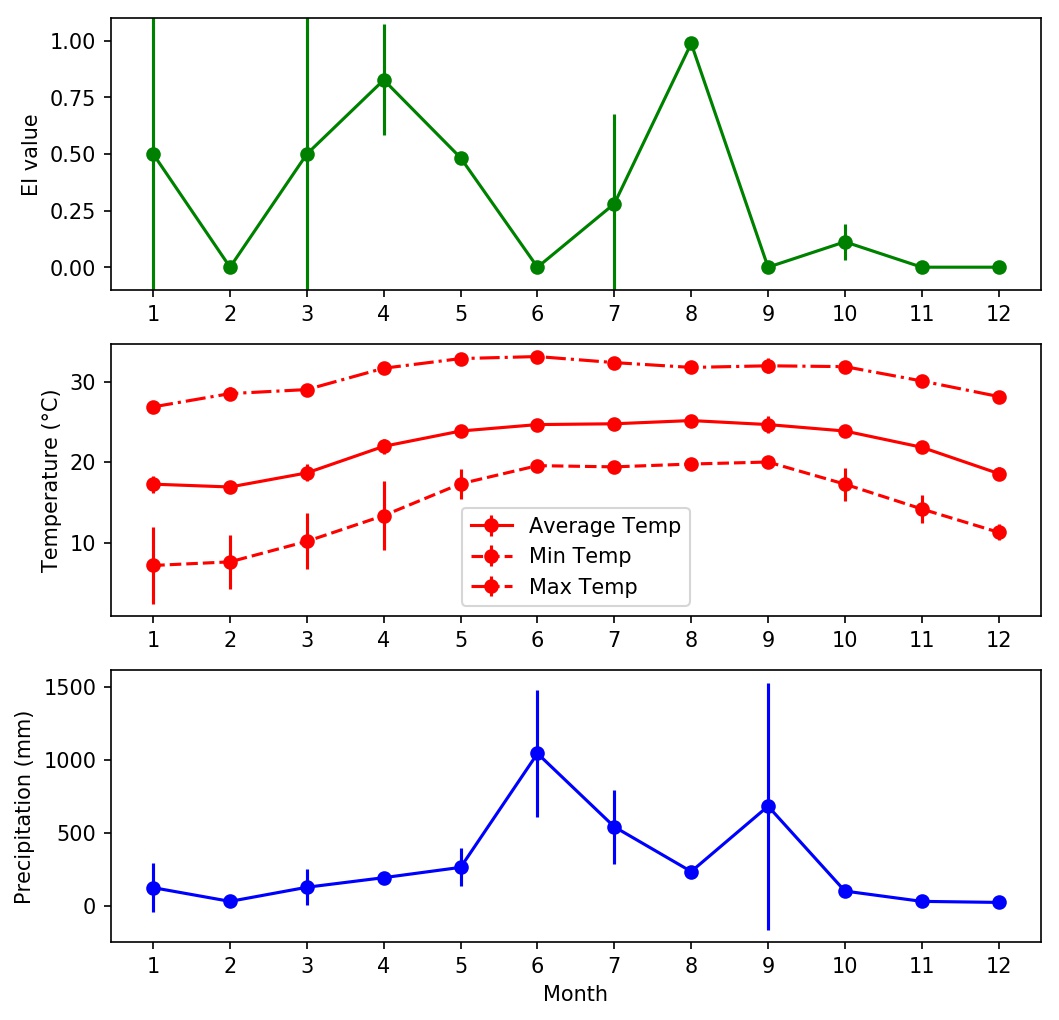 EI value
1.00
0.75
0.50
0.25
0.00
1 2 3 4 5 6 7 8 9 10 11 12
Temperature (°C)
30
20
10
Average Temp
Min Temp
Max Temp
1 2 3 4 5 6 7 8 9 10 11 12
Precipitation (mm)
1500
1000
500
0
1 2 3 4 5 6 7 8 9 10 11 12
Month